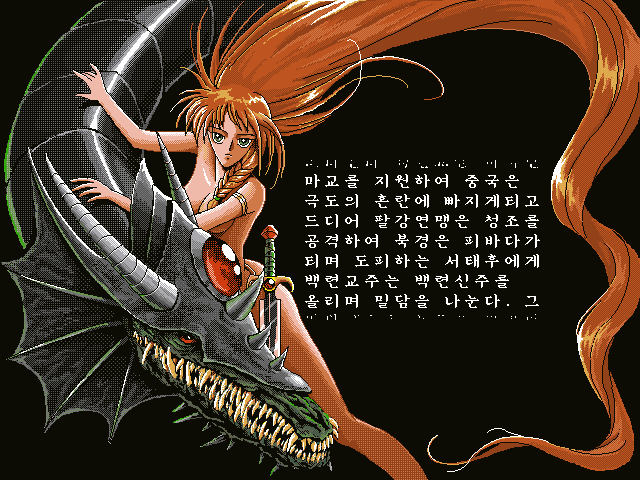 마교를 지원하여 중국은
극도의 혼란에 빠지게되고
드디어 팔강연맹은 청조를
공격하여 북경은 피바다가
되며 도피하는 서태후에게
백련교주는 백련신주를
올리며 밀담을 나눈다. 그